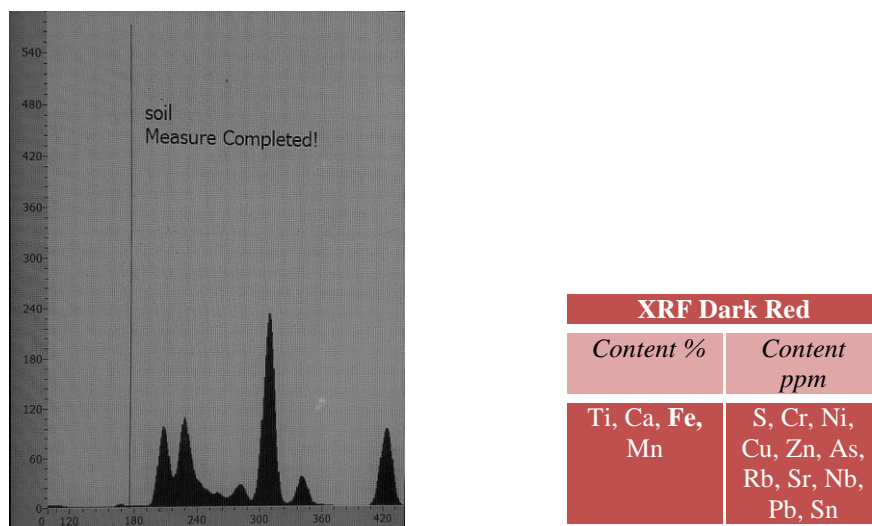 540
480
soil
Measure Completed!
420
360
300
240
180
120
60
0
120 180 240 300 360 420
XRF Dark Red
Content % Content
ppm
Ti, Ca, Fe,
Mn
S, Cr, Ni,
Cu, Zn, As,
Rb, Sr, Nb,
Pb, Sn